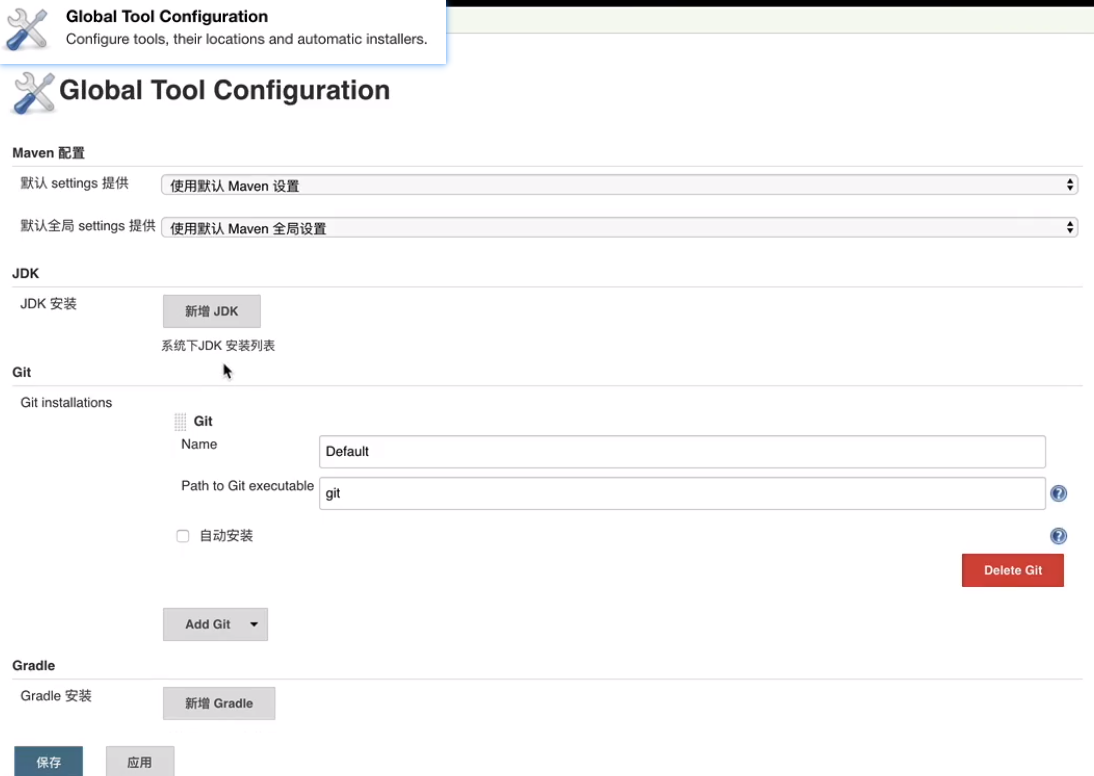 Global Tool Configuration
Configure tools, their locations and automatic installers.
Global Tool Configuration
Maven 配置
默认 settings 提供
使用默认 Maven 设置
默认全局 settings 提供
使用默认 Maven 全局设置
JDK
JDK 安装
新增 JDK
系统下JDK 安装列表
Git
Git installations
Git
Name
Default
Path to Git executable
git
自动安装
Delete Git
Add Git
Gradle
Gradle 安装
新增 Gradle
保存
应用